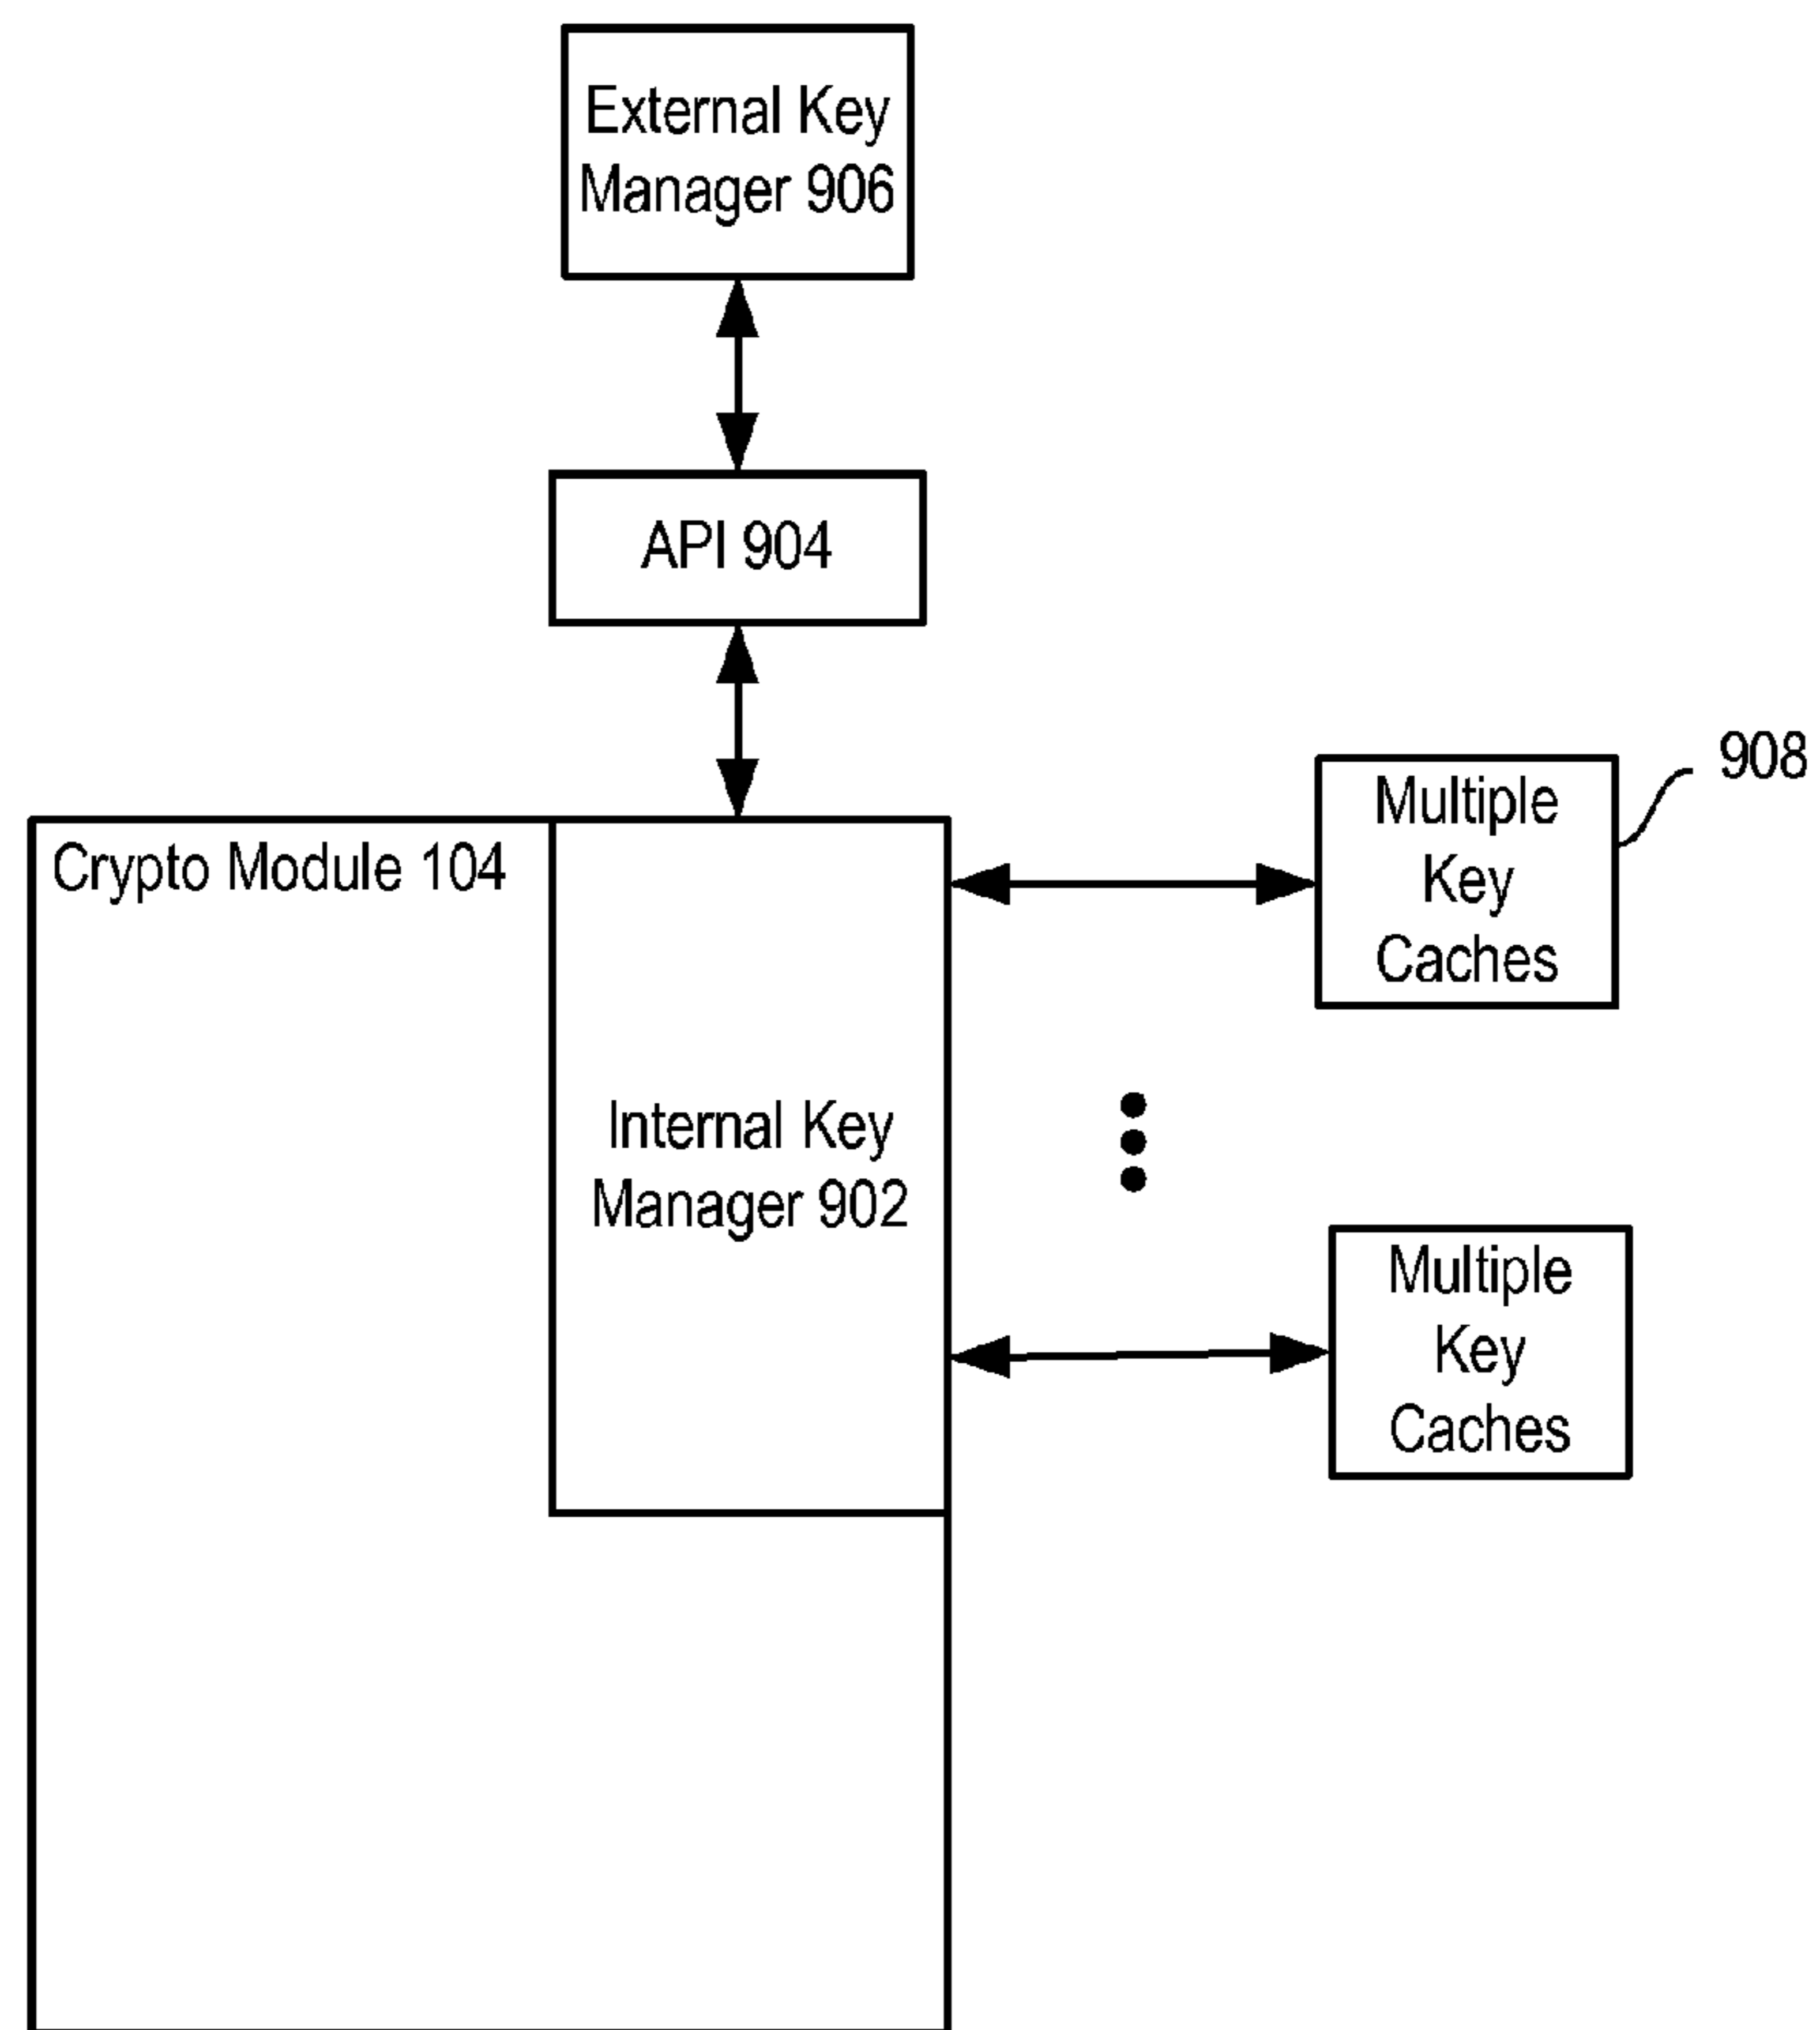 External Key
Manager 906
API 904
908
Multiple
Key
Caches
Crypto Module 104
Internal Key
Manager 902
Multiple
Key
Caches